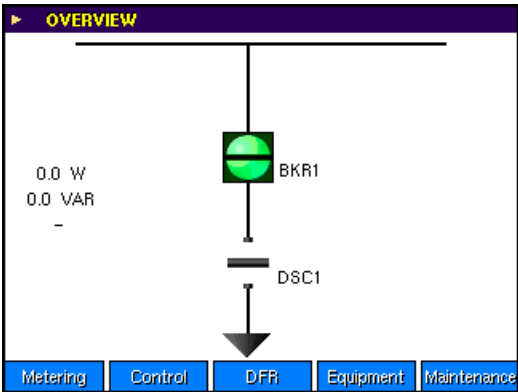 OVERVIEW
BKR1
0.0 W
0.0 VAR
-
DSC1
Metering Control DFR Equipment Maintenance